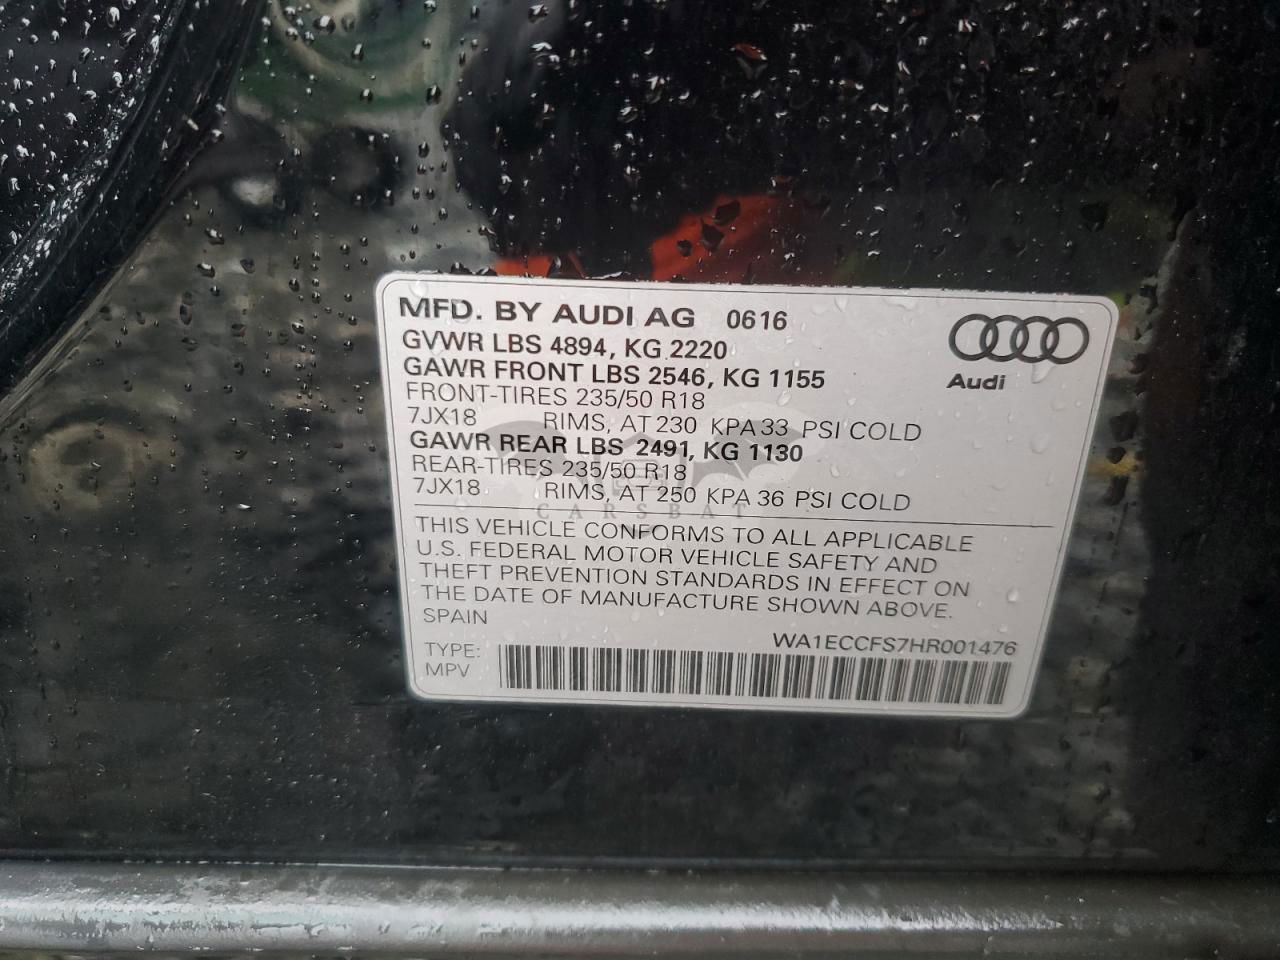 MFD. BY AUDI AG 0616
GVWR LBS 4894, KG 2220
GAWR FRONT LBS 2546, KG 1155
Audi
FRONT-TIRES 235/50 R18
7JX18 RIMS, AT 230 KPA 33 PSI COLD
GAWR REAR LBS 2491, KG 1130
REAR-TIRES 235/50 R18
7JX18 RIMS, AT 250 KPA 36 PSI COLD
CARSBAT
THIS VEHICLE CONFORMS TO ALL APPLICABLE
U.S. FEDERAL MOTOR VEHICLE SAFETY AND
THEFT PREVENTION STANDARDS IN EFFECT ON
THE DATE OF MANUFACTURE SHOWN ABOVE.
SPAIN
WA1ECCFS7HR001476
TYPE:
MPV